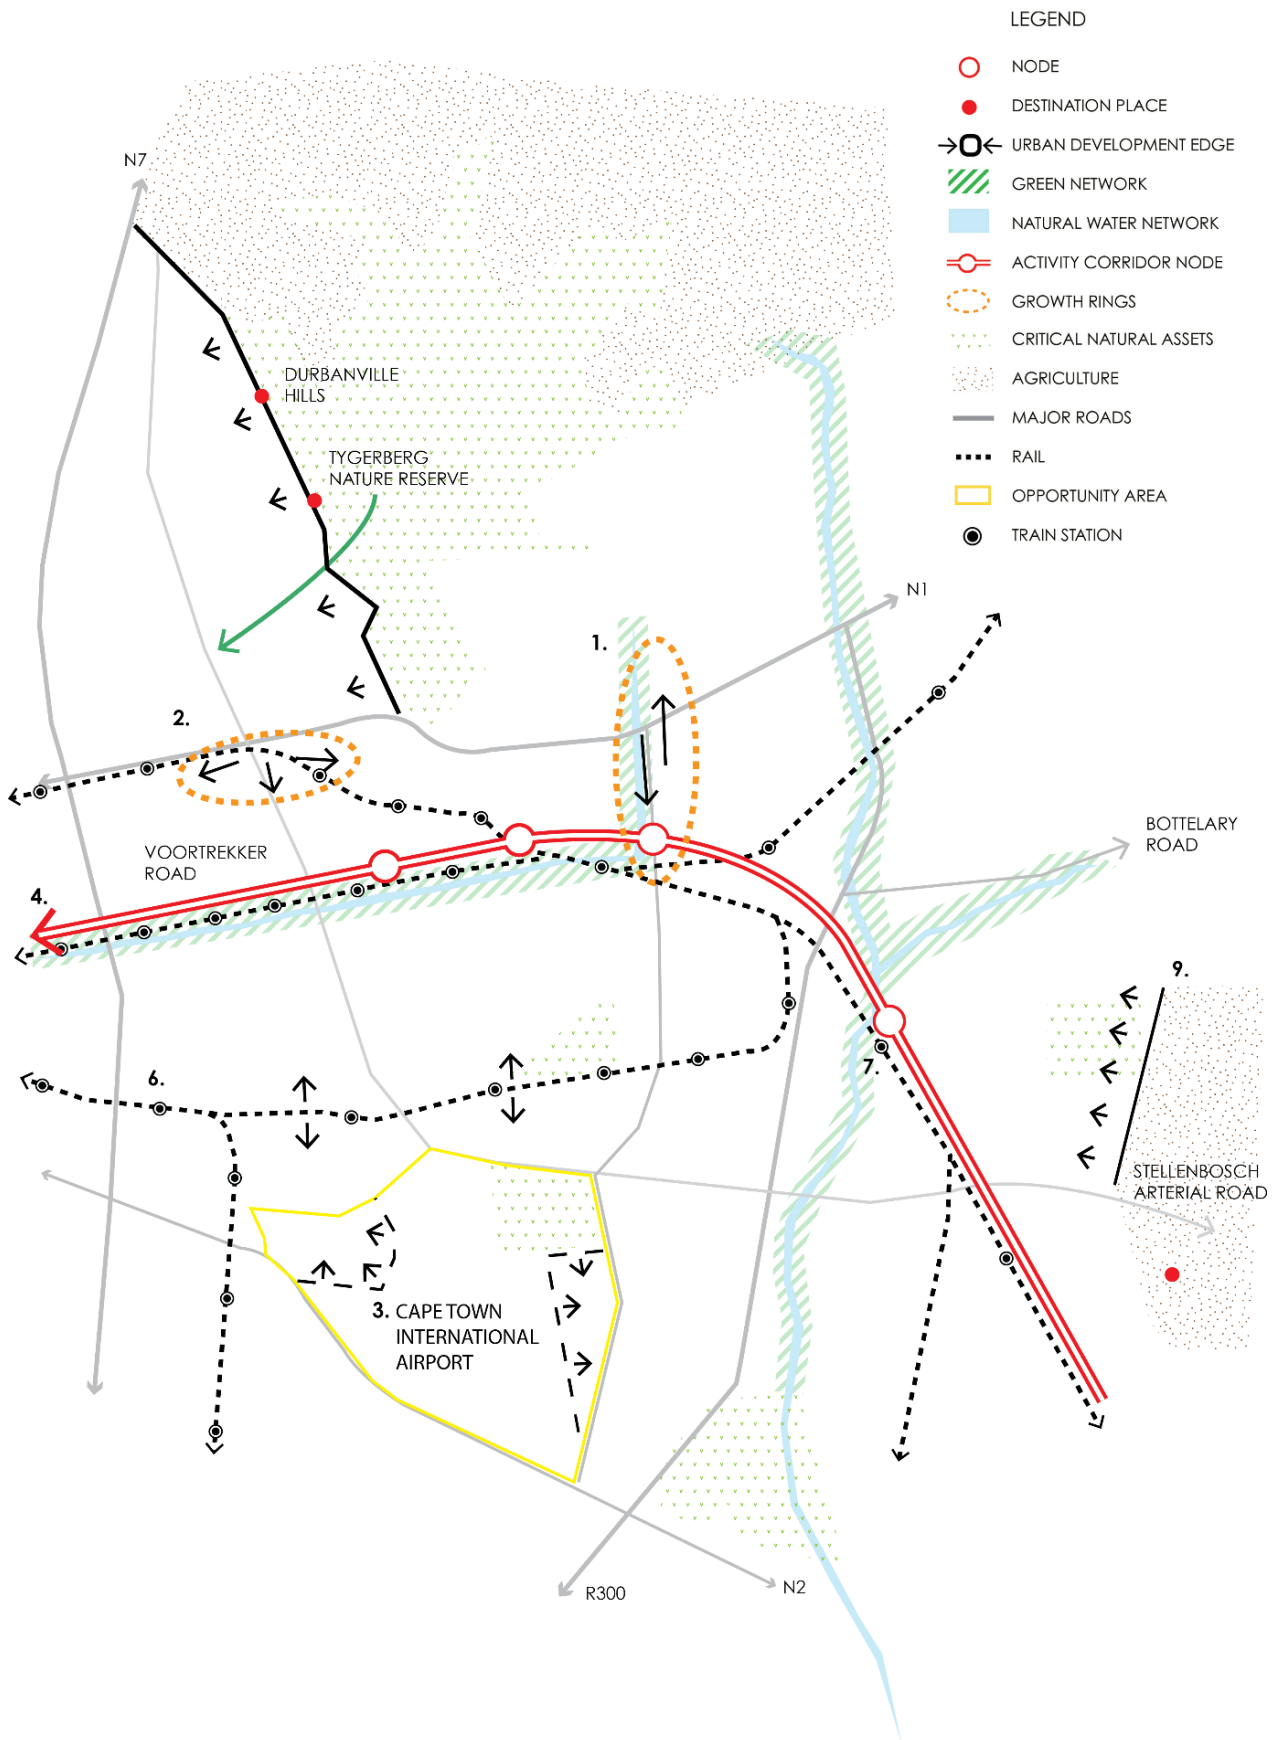 LEGEND
NODE
DESTINATION PLACE
URBAN DEVELOPMENT EDGE
GREEN NETWORK
NATURAL WATER NETWORK
ACTIVITY CORRIDOR NODE
GROWTH RINGS
CRITICAL NATURAL ASSETS
AGRICULTURE
MAJOR ROADS
RAIL
OPPORTUNITY AREA
TRAIN STATION
N7
DURBANVILLE
HILLS
TYGERBERG
NATURE RESERVE
N1
1.
2.
VOORTREKKER
ROAD
BOTTELARY
ROAD
4.
9.
7.
6.
STELLENBOSCH
ARTERIAL ROAD
3. CAPE TOWN
INTERNATIONAL
AIRPORT
N2
R300